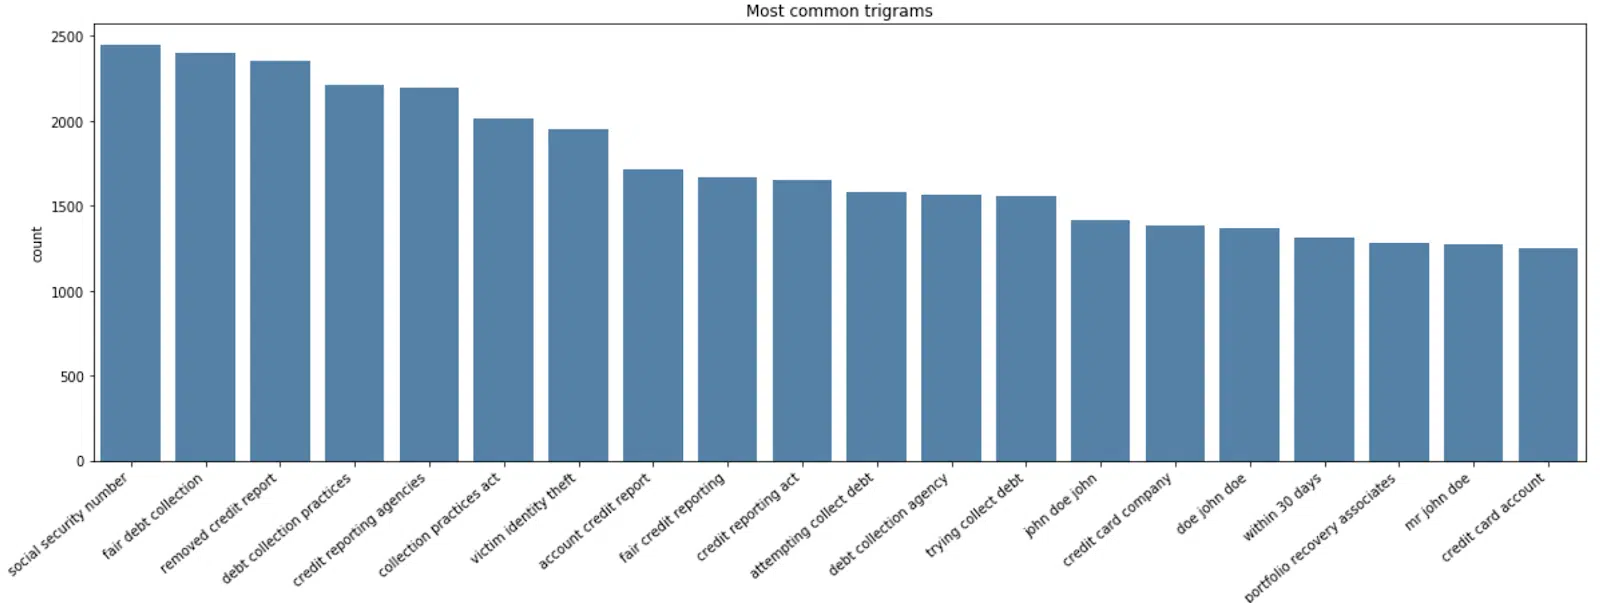 Most common trigrams
2500
2000
1500
1000
500
0
count
social security number
fair debt collection
removed credit report
debt collection practices
credit reporting agencies
collection practices act
victim identity theft
account credit report
fair credit reporting
credit reporting act
attempting collect debt
debt collection agency
trying collect debt
john doe john
credit card company
doe john doe
within 30 days
portfolio recovery associates
mr john doe
credit card account